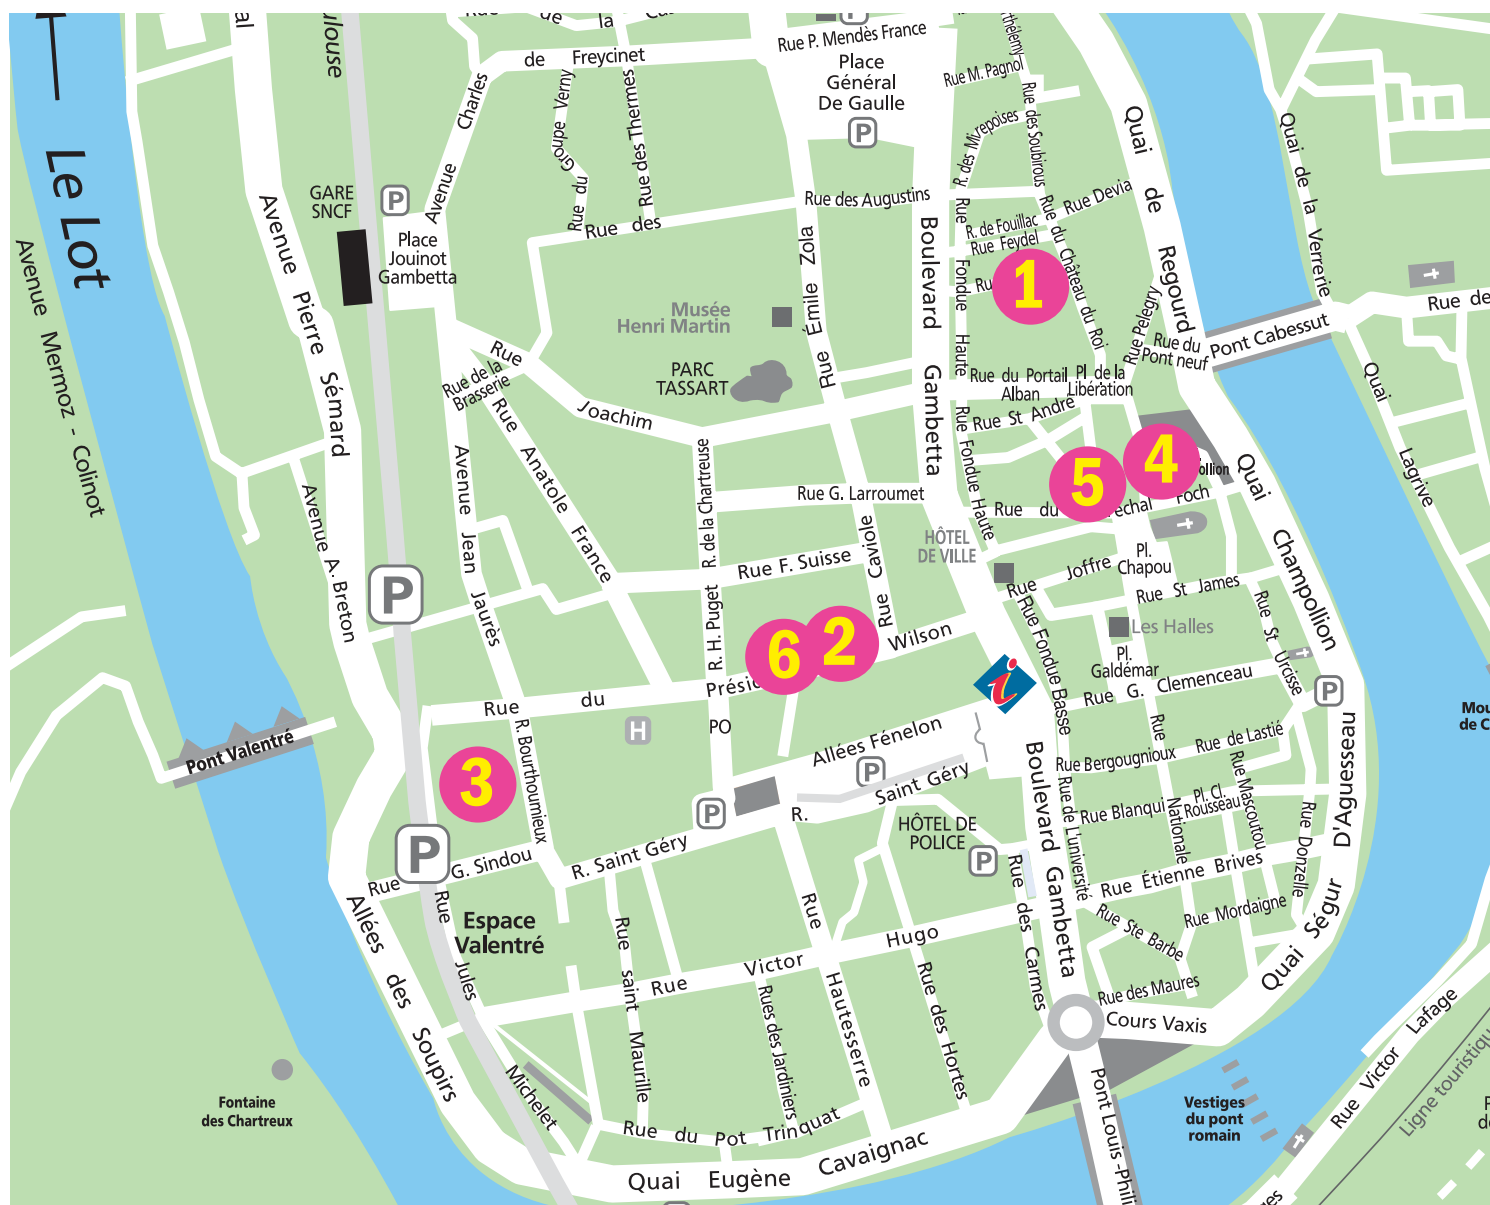 Le Lot
Avenue Mermoz - Colinot
Avenue Pierre Sémard
Avenue A. Breton
GARE
SNCF
P
Place
Jouinot
Gambetta
Avenue Charles
de Freycinet
Rue du Groupe Verny
Rue des Thermes
Rue des
Rue des Augustins
Rue P. Mendès France
Place
Général
De Gaulle
P
Rue M. Pagnol
R. des Mirepoises
Rue des Soubirous
Rue Devia
R. de Fouillac
Rue Feydel
1
Rue du Château du Roi
Rue Fondue Haute
Quai de Regourd
Quai de la Verrerie
Rue Pelegry
Rue du
Pont neuf
Pont Cabessut
Rue de
Quai Lagrive
Boulevard Gambetta
Rue Émile Zola
Musée
Henri Martin
PARC
TASSART
Rue Joachim
Rue de la
Brasserie
Rue Anatole France
Avenue Jean Jaurès
R. de la Chartreuse
Rue du Portail
Alban
Pl. de la
Libération
Rue St André
Rue Fondue Haute
4
5
Rue du
Foch
Quai Champollion
Rue G. Larroumet
HÔTEL
DE VILLE
Rue Caviole
Rue F. Suisse
R. H. Puget
Rue Joffre
Pl.
Chapou
Rue St James
Rue St Urcisse
Les Halles
Pl.
Galdémar
Rue Fondue Basse
Rue G. Clemenceau
P
P
6
2
Wilson
Rue du
i
Pont Valentré
H
PO
R. Bourthoumieux
3
Allées Fénelon
P
Saint Géry
R.
P
R. Saint Géry
Rue G. Sindou
P
HÔTEL DE
POLICE
P
Boulevard Gambetta
Rue Bergougnioux
Rue de Lastié
Rue Nationale
Rue de L'université
Rue Blanqui
Pl. Cl.
Rousseau
Rue Mascoutou
Rue Donzelle
Rue Étienne Brives
Rue Mordaigne
Rue Ste Barbe
Quai Ségur D'Aguesseau
Rue des Maures
Cours Vaxis
Espace
Valentré
Allées des Soupirs
Rue Jules Michelet
Rue saint Maurille
Rue Victor Hugo
Rues des Jardiniers
Rue Hautesserre
Rue des Hortes
Rue des Carmes
Rue du Pot Trinquat
Quai Eugène Cavaignac
Fontaine
des Chartreux
Vestiges
du pont
romain
Rue Victor Lafage